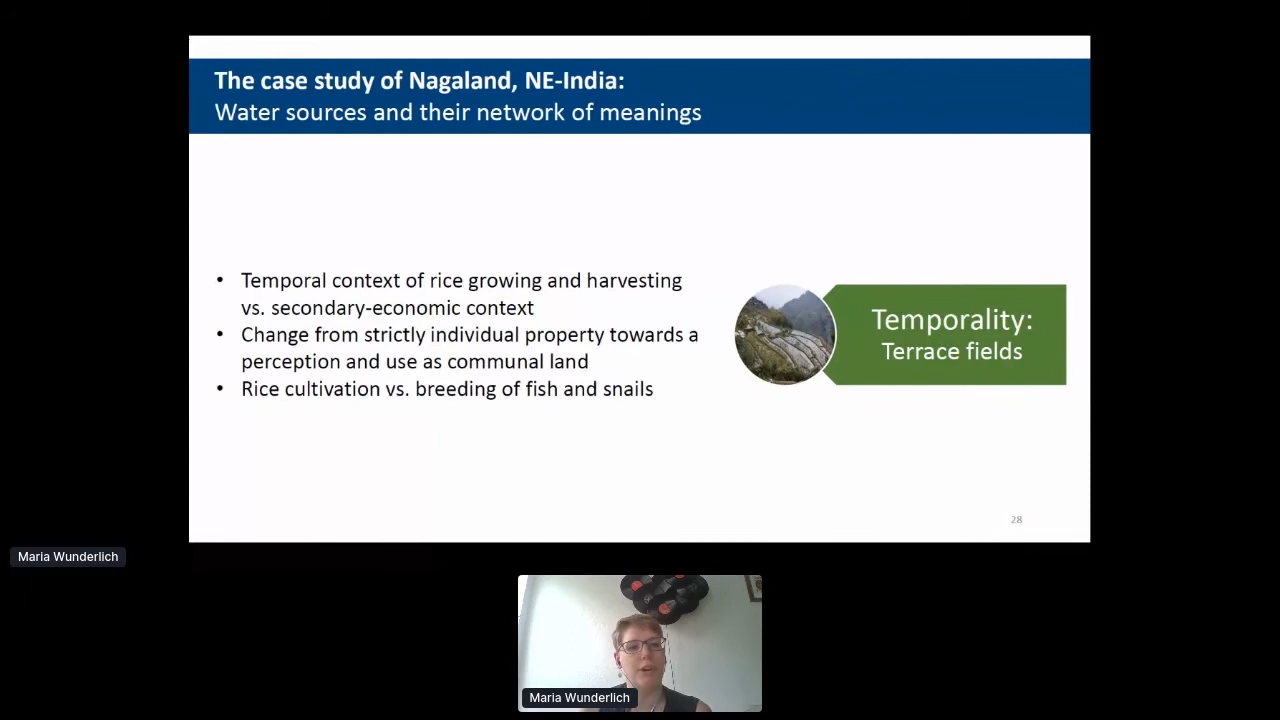 The case study of Nagaland, NE-India:
Water sources and their network of meanings
• Temporal context of rice growing and harvesting
vs. secondary-economic context
• Change from strictly individual property towards a
perception and use as communal land
• Rice cultivation vs. breeding of fish and snails
Temporality:
Terrace fields
28
Maria Wunderlich
Maria Wunderlich